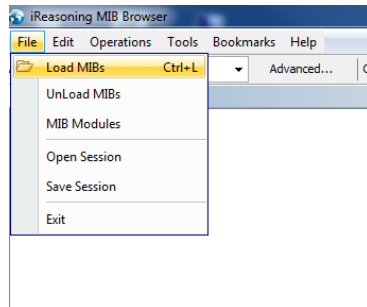 iReasoning MIB Browser
File Edit Operations Tools Bookmarks Help
Load MIBs Ctrl+L
Advanced...
UnLoad MIBs
MIB Modules
Open Session
Save Session
Exit